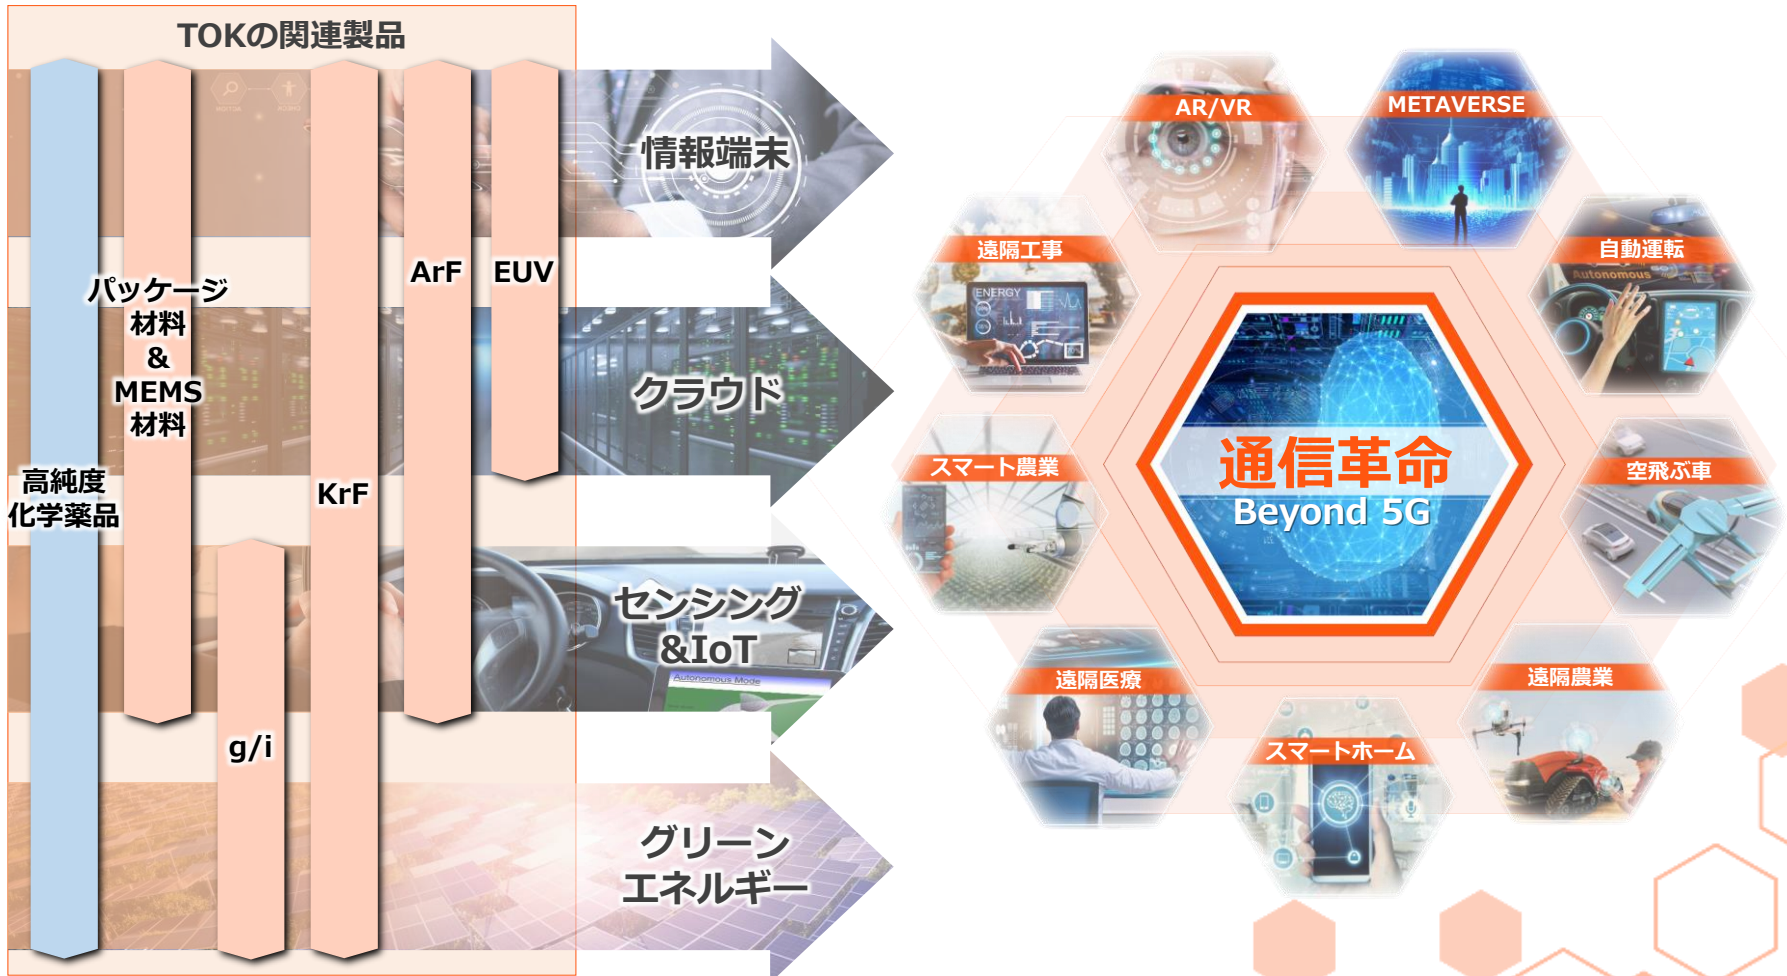 TOKの関連製品
高純度
化学薬品
パッケージ
材料
&
MEMS
材料
g/i
KrF
ArF
EUV
情報端末
クラウド
センシング
&IoT
Autonomous Mode
グリーン
エネルギー
AR/VR
METAVERSE
遠隔工事
ENERGY
自動運転
Autonomous
スマート農業
通信革命
Beyond 5G
空飛ぶ車
遠隔医療
遠隔農業
スマートホーム